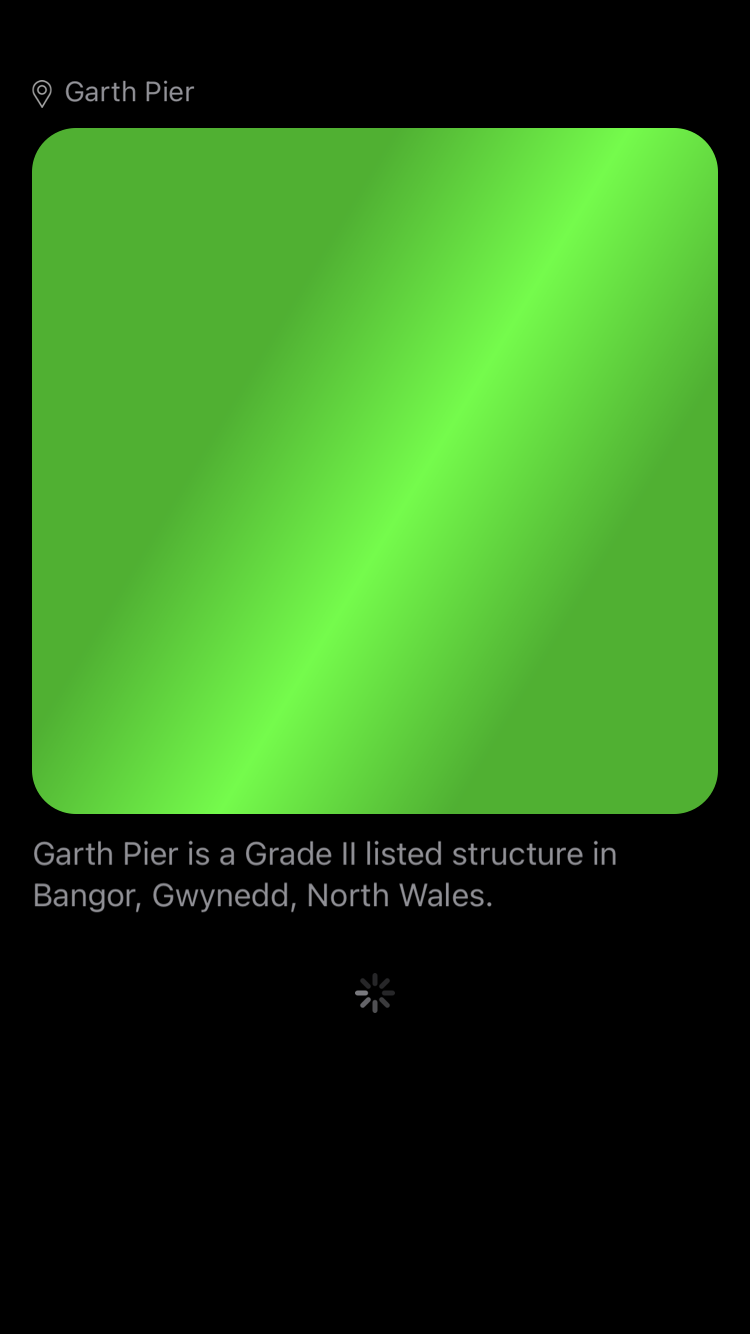 Garth Pier
Garth Pier is a Grade II listed structure in
Bangor, Gwynedd, North Wales.